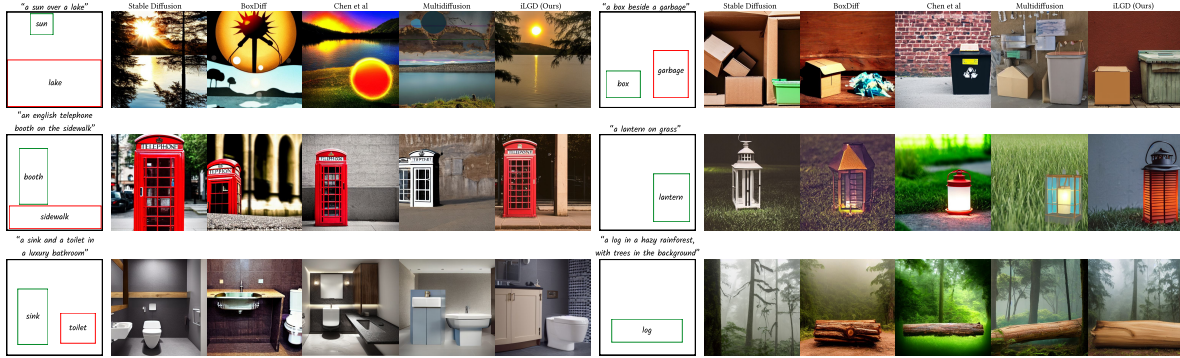 "a sun over a lake"
Stable Diffusion
BoxDiff
Chen et al
Multidiffusion
iLGD (Ours)
sun
lake
"a box beside a garbage"
Stable Diffusion
BoxDiff
Chen et al
Multidiffusion
iLGD (Ours)
box
garbage
"an english telephone
booth on the sidewalk"
booth
sidewalk
TELEPHONE
"a lantern on grass"
lantern
"a sink and a toilet in
a luxury bathroom"
sink
toilet
"a log in a hazy rainforest,
with trees in the background"
log